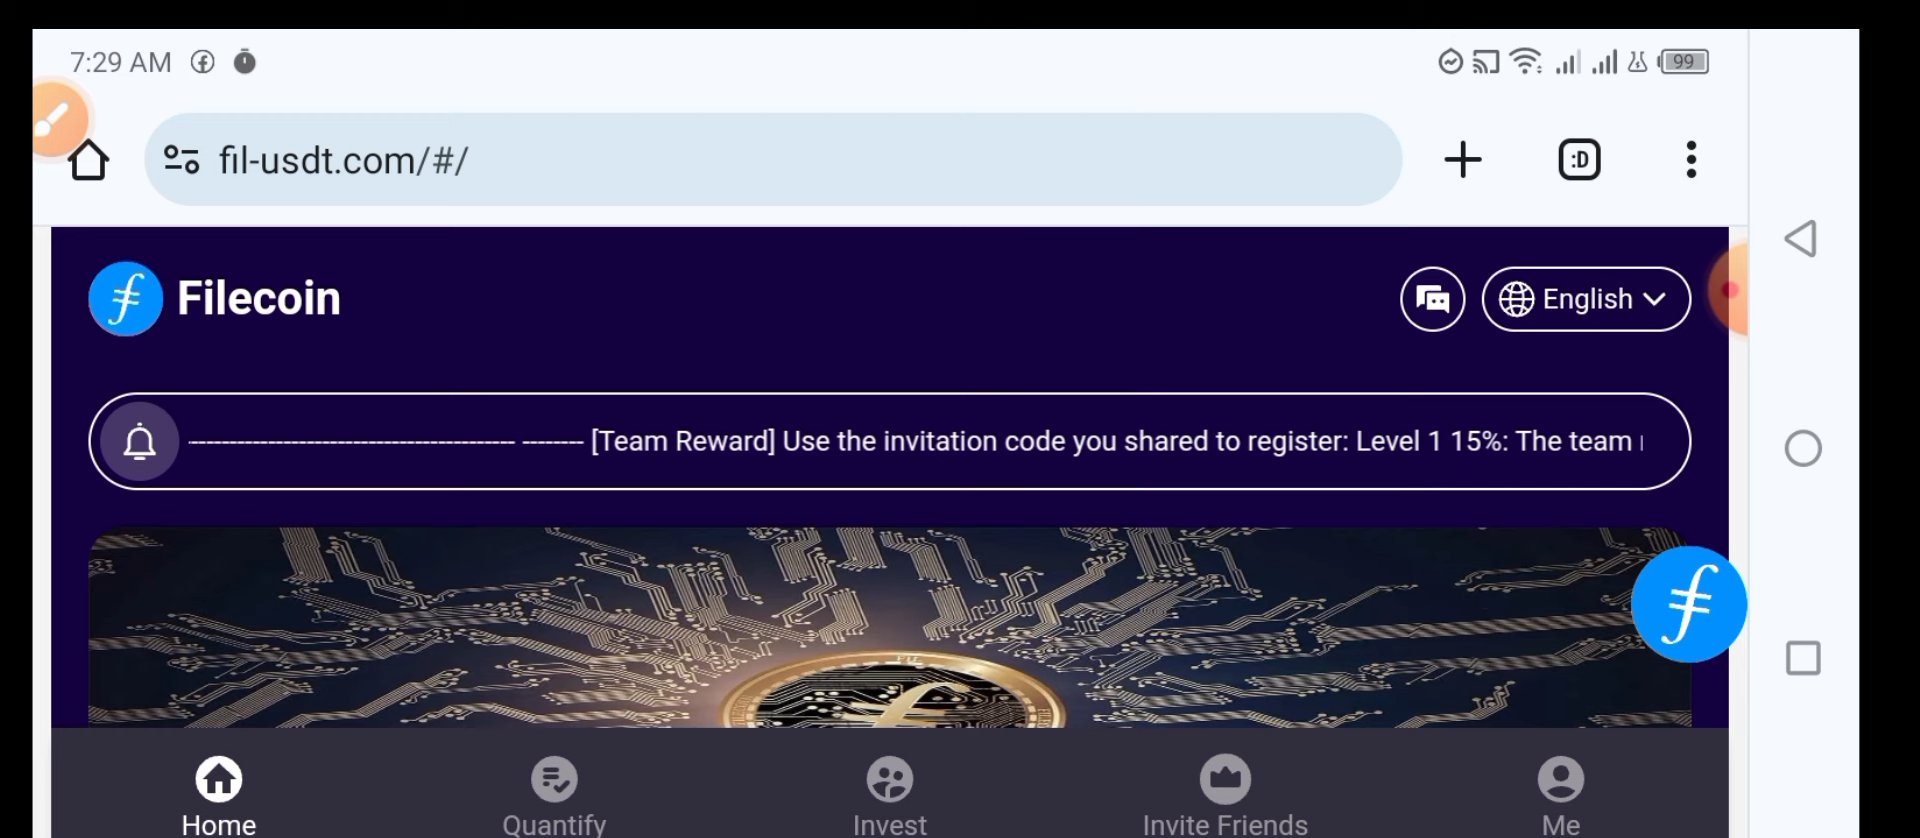 7:29 AM
99
fil-usdt.com/#/
:D
Filecoin
English
[Team Reward] Use the invitation code you shared to register: Level 1 15%: The team
Home
Quantify
Invest
Invite Friends
Me